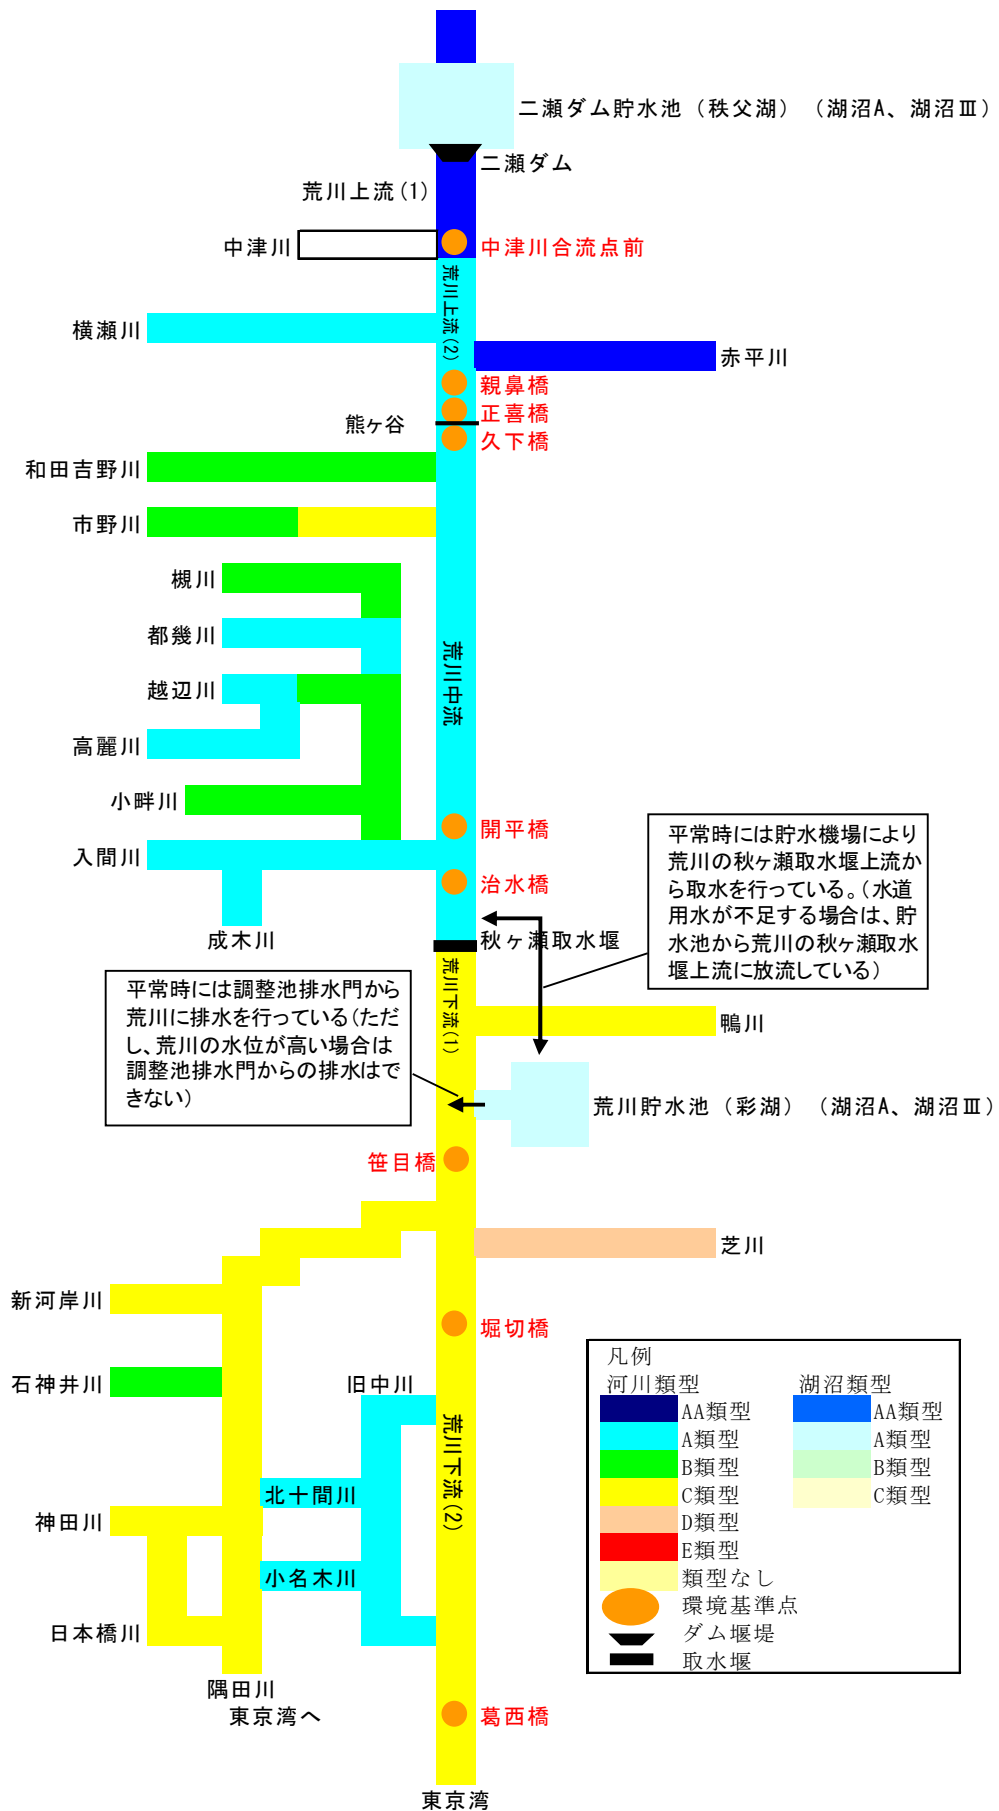 二瀬ダム貯水池（秩父湖）（湖沼A、湖沼Ⅲ）
二瀬ダム
荒川上流(1)
中津川
中津川合流点前
荒川上流(2)
横瀬川
赤平川
親鼻橋
正喜橋
熊ヶ谷
久下橋
和田吉野川
市野川
槻川
都幾川
荒川中流
越辺川
高麗川
小畔川
開平橋
入間川
治水橋
成木川
秋ヶ瀬取水堰
平常時には貯水機場により
荒川の秋ヶ瀬取水堰上流か
ら取水を行っている。（水道
用水が不足する場合は、貯
水池から荒川の秋ヶ瀬取水
堰上流に放流している）
平常時には調整池排水門から
荒川に排水を行っている（ただ
し、荒川の水位が高い場合は
調整池排水門からの排水はで
きない）
荒川下流(1)
鴨川
荒川貯水池（彩湖）（湖沼A、湖沼Ⅲ）
笹目橋
芝川
新河岸川
堀切橋
石神井川
旧中川
荒川下流(2)
北十間川
神田川
小名木川
日本橋川
隅田川
東京湾へ
葛西橋
東京湾
凡例
河川類型
湖沼類型
AA類型
AA類型
A類型
A類型
B類型
B類型
C類型
C類型
D類型
E類型
類型なし
環境基準点
ダム堰堤
取水堰